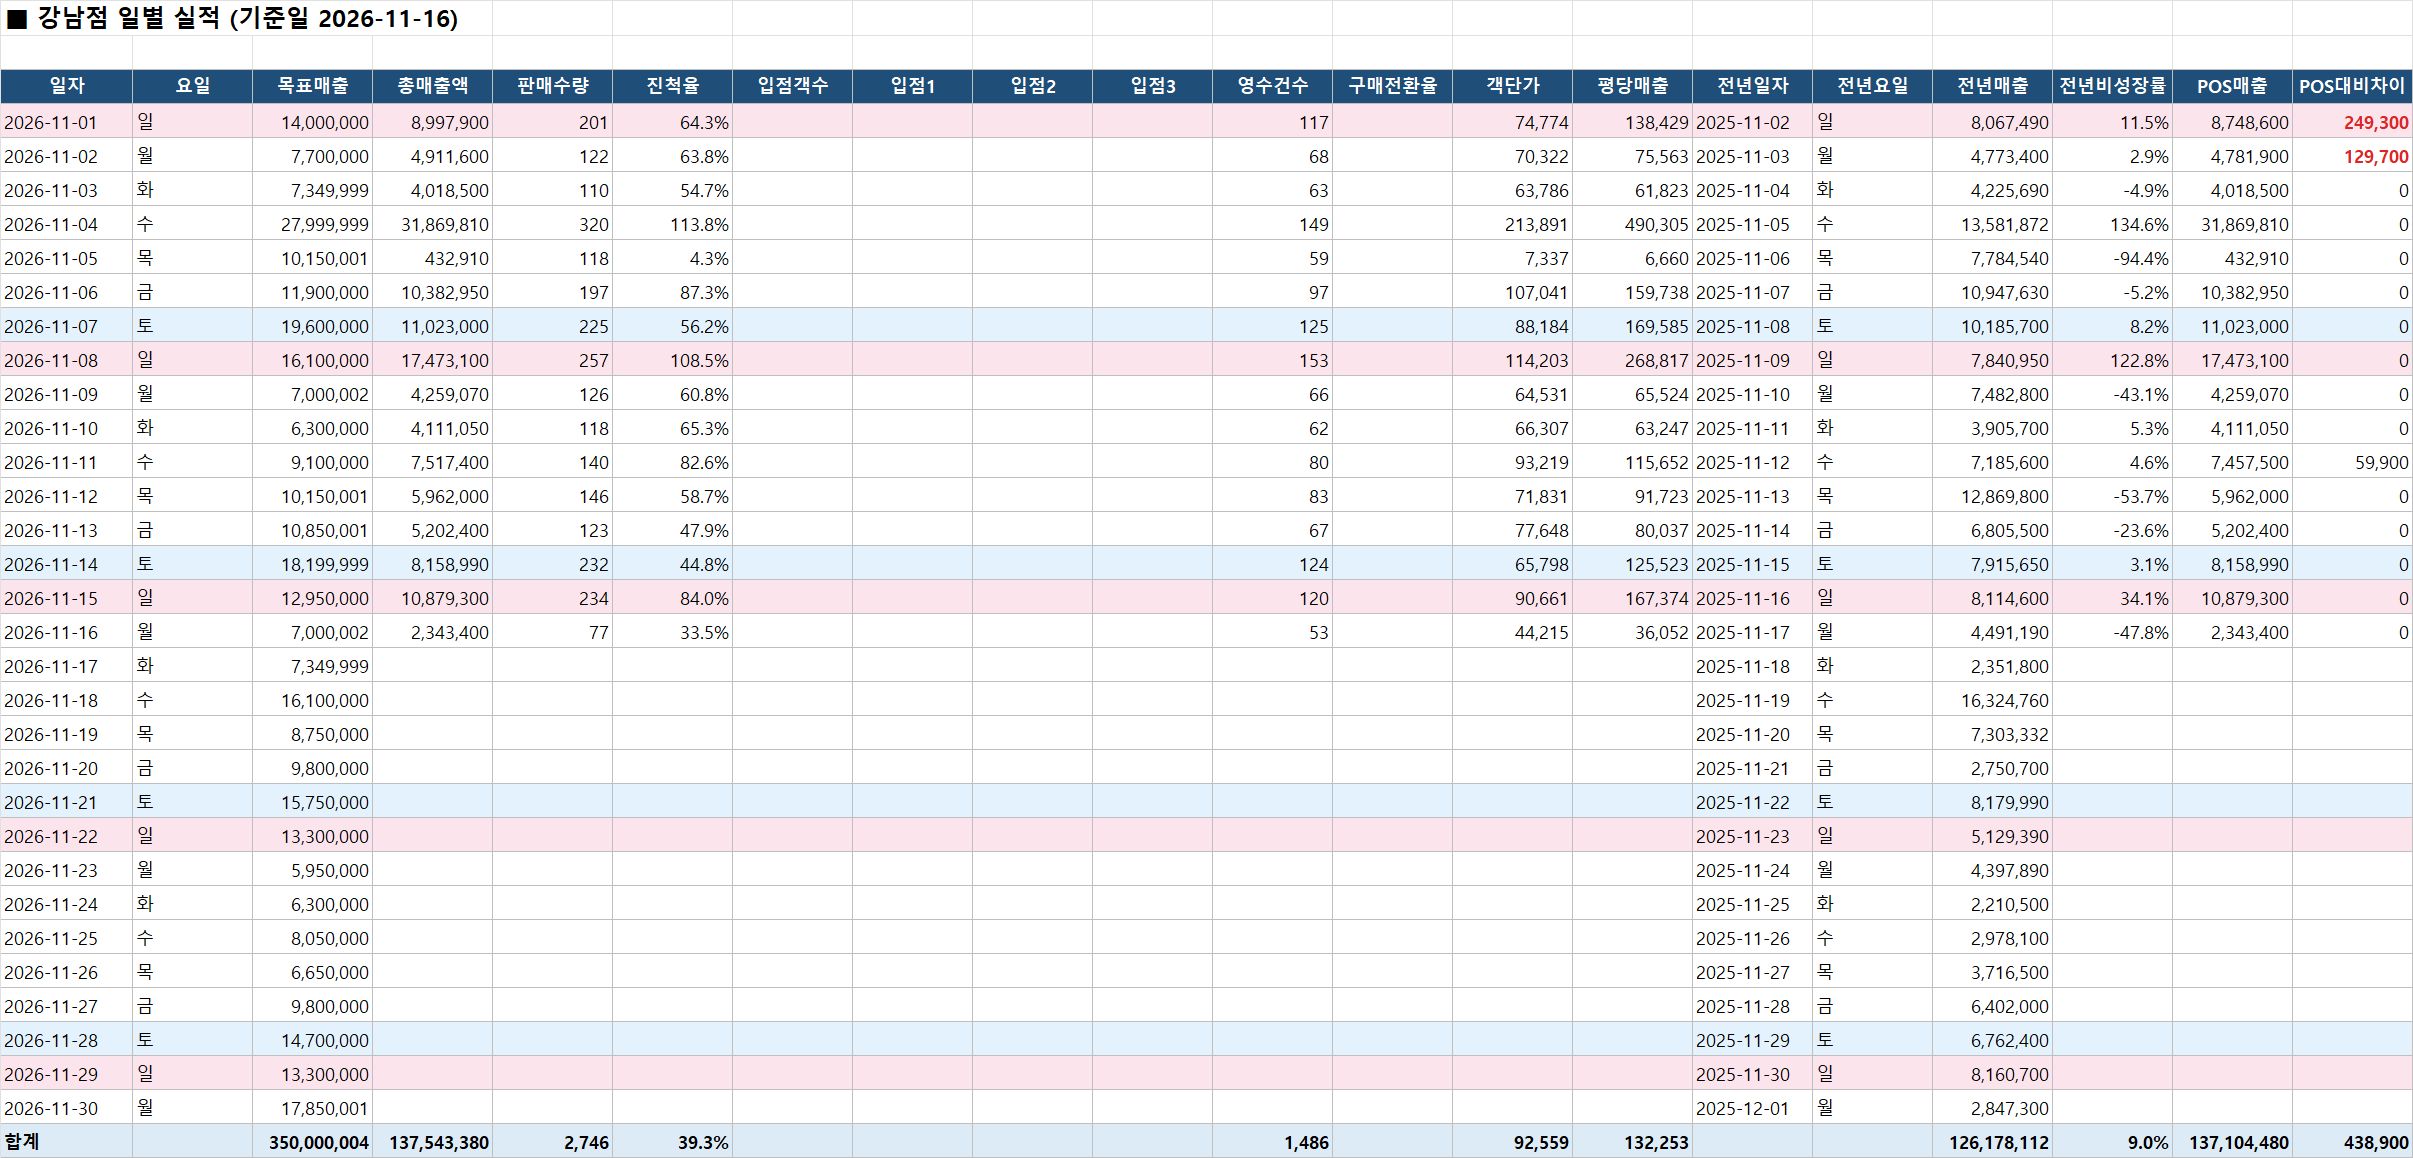 ■ 강남점 일별 실적 (기준일 2026-11-16)
일자 요일 목표매출 총매출액 판매수량 진척율 입점객수 입점1 입점2 입점3 영수건수 구매전환율 객단가 평당매출 전년일자 전년요일 전년매출 전년비성장률 POS매출 POS대비차이
2026-11-01 일 14,000,000 8,997,900 201 64.3% 117 74,774 138,429 2025-11-02 일 8,067,490 11.5% 8,748,600 249,300
2026-11-02 월 7,700,000 4,911,600 122 63.8% 68 70,322 75,563 2025-11-03 월 4,773,400 2.9% 4,781,900 129,700
2026-11-03 화 7,349,999 4,018,500 110 54.7% 63 63,786 61,823 2025-11-04 화 4,225,690 -4.9% 4,018,500 0
2026-11-04 수 27,999,999 31,869,810 320 113.8% 149 213,891 490,305 2025-11-05 수 13,581,872 134.6% 31,869,810 0
2026-11-05 목 10,150,001 432,910 118 4.3% 59 7,337 6,660 2025-11-06 목 7,784,540 -94.4% 432,910 0
2026-11-06 금 11,900,000 10,382,950 197 87.3% 97 107,041 159,738 2025-11-07 금 10,947,630 -5.2% 10,382,950 0
2026-11-07 토 19,600,000 11,023,000 225 56.2% 125 88,184 169,585 2025-11-08 토 10,185,700 8.2% 11,023,000 0
2026-11-08 일 16,100,000 17,473,100 257 108.5% 153 114,203 268,817 2025-11-09 일 7,840,950 122.8% 17,473,100 0
2026-11-09 월 7,000,002 4,259,070 126 60.8% 66 64,531 65,524 2025-11-10 월 7,482,800 -43.1% 4,259,070 0
2026-11-10 화 6,300,000 4,111,050 118 65.3% 62 66,307 63,247 2025-11-11 화 3,905,700 5.3% 4,111,050 0
2026-11-11 수 9,100,000 7,517,400 140 82.6% 80 93,219 115,652 2025-11-12 수 7,185,600 4.6% 7,457,500 59,900
2026-11-12 목 10,150,001 5,962,000 146 58.7% 83 71,831 91,723 2025-11-13 목 12,869,800 -53.7% 5,962,000 0
2026-11-13 금 10,850,001 5,202,400 123 47.9% 67 77,648 80,037 2025-11-14 금 6,805,500 -23.6% 5,202,400 0
2026-11-14 토 18,199,999 8,158,990 232 44.8% 124 65,798 125,523 2025-11-15 토 7,915,650 3.1% 8,158,990 0
2026-11-15 일 12,950,000 10,879,300 234 84.0% 120 90,661 167,374 2025-11-16 일 8,114,600 34.1% 10,879,300 0
2026-11-16 월 7,000,002 2,343,400 77 33.5% 53 44,215 36,052 2025-11-17 월 4,491,190 -47.8% 2,343,400 0
2026-11-17 화 7,349,999 2025-11-18 화 2,351,800
2026-11-18 수 16,100,000 2025-11-19 수 16,324,760
2026-11-19 목 8,750,000 2025-11-20 목 7,303,332
2026-11-20 금 9,800,000 2025-11-21 금 2,750,700
2026-11-21 토 15,750,000 2025-11-22 토 8,179,990
2026-11-22 일 13,300,000 2025-11-23 일 5,129,390
2026-11-23 월 5,950,000 2025-11-24 월 4,397,890
2026-11-24 화 6,300,000 2025-11-25 화 2,210,500
2026-11-25 수 8,050,000 2025-11-26 수 2,978,100
2026-11-26 목 6,650,000 2025-11-27 목 3,716,500
2026-11-27 금 9,800,000 2025-11-28 금 6,402,000
2026-11-28 토 14,700,000 2025-11-29 토 6,762,400
2026-11-29 일 13,300,000 2025-11-30 일 8,160,700
2026-11-30 월 17,850,001 2025-12-01 월 2,847,300
합계 350,000,004 137,543,380 2,746 39.3% 1,486 92,559 132,253 126,178,112 9.0% 137,104,480 438,900